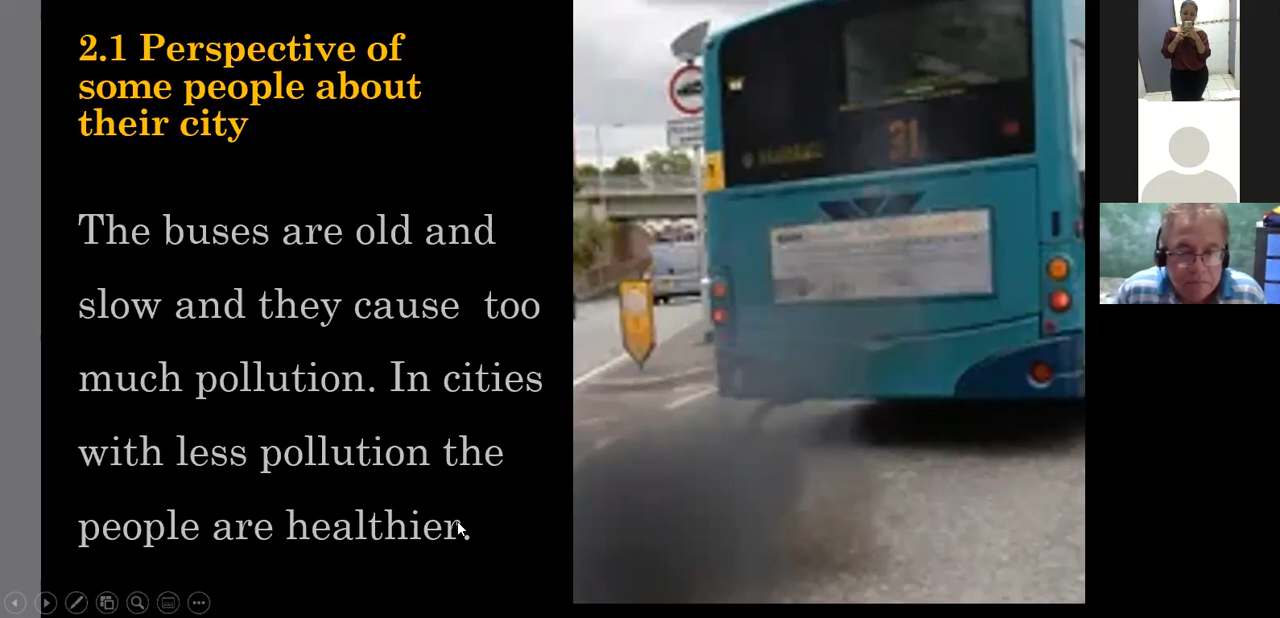 2.1 Perspective of
some people about
their city
The buses are old and
slow and they cause  too
much pollution. In cities
with less pollution the
people are healthier.
31